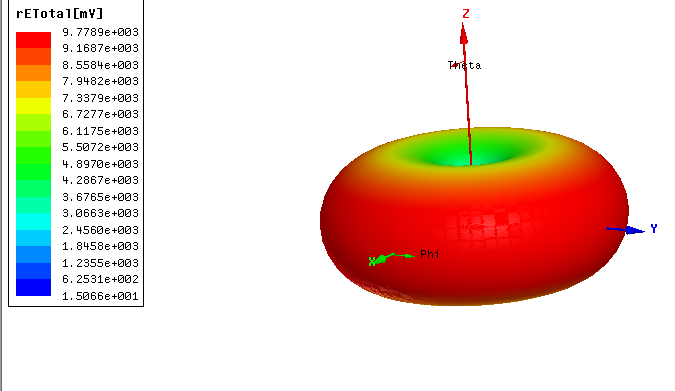 rETotal[mV]
9.7789e+003
9.1687e+003
8.5584e+003
7.9482e+003
7.3379e+003
6.7277e+003
6.1175e+003
5.5072e+003
4.8970e+003
4.2867e+003
3.6765e+003
3.0663e+003
2.4560e+003
1.8458e+003
1.2355e+003
6.2531e+002
1.5066e+001
Z
Theta
Y
X
Phi